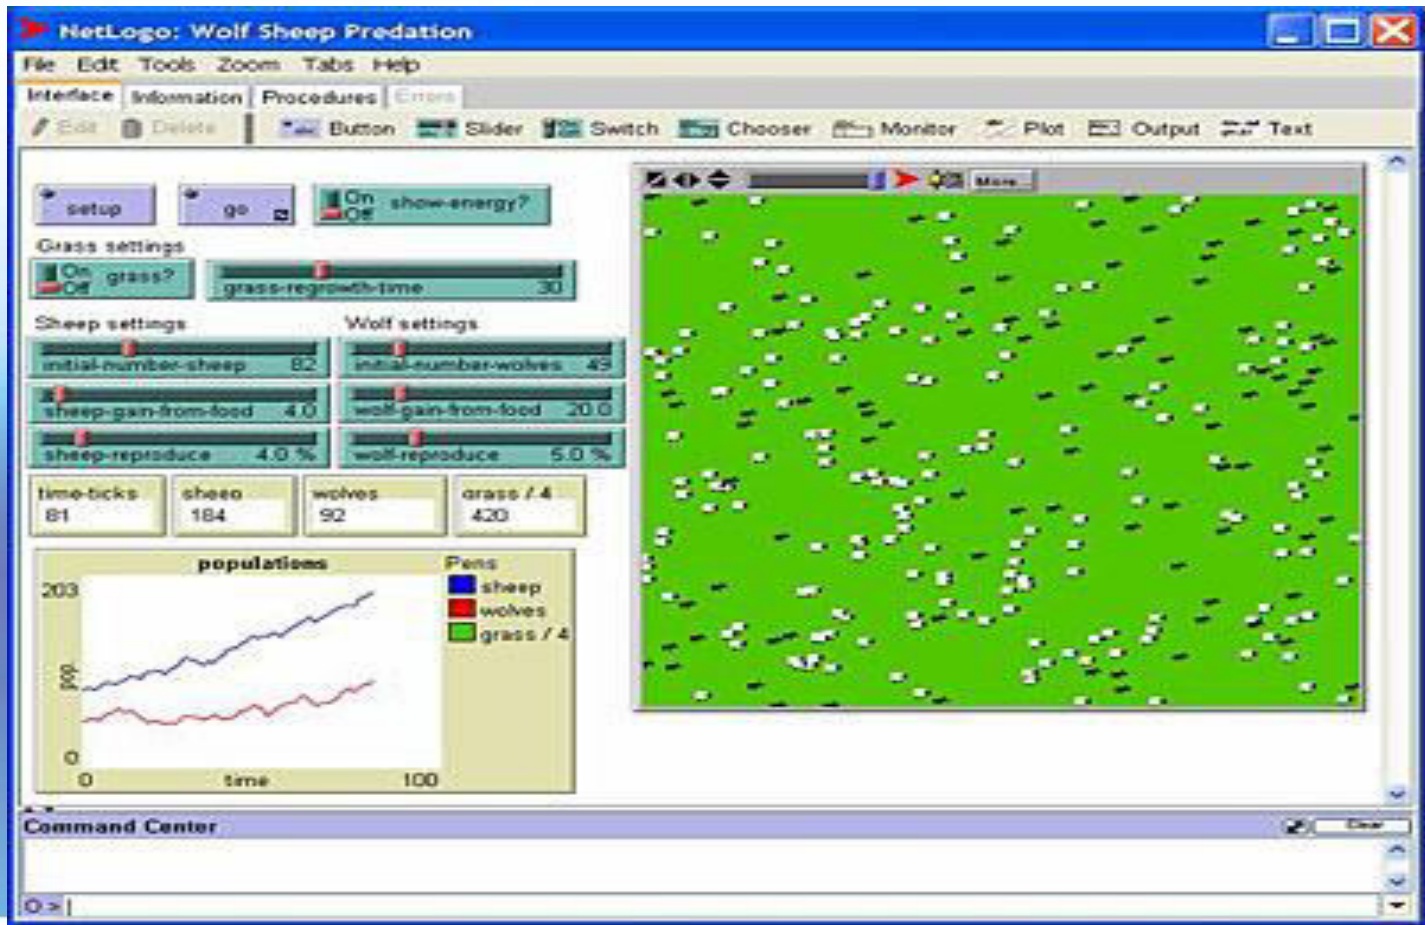 NetLogo: Wolf Sheep Predation
File Edit Tools Zoom Tabs Help
Interface Information Procedures Errors
Edit Delete Button Slider Switch Chooser Monitor Plot Output Text
More...
setup
go
On
Off
show-energy?
Grass settings
On
Off
grass?
grass-regrowth-time 30
Sheep settings
Wolf settings
initial-number-sheep 82
initial-number-wolves 49
sheep-gain-from-food 4.0
wolf-gain-from-food 20.0
sheep-reproduce 4.0 %
wolf-reproduce 5.0 %
time-ticks
81
sheep
184
wolves
92
grass / 4
420
populations
Pens
203
sheep
wolves
grass / 4
pop
0
0 time 100
Command Center
Clear
O>